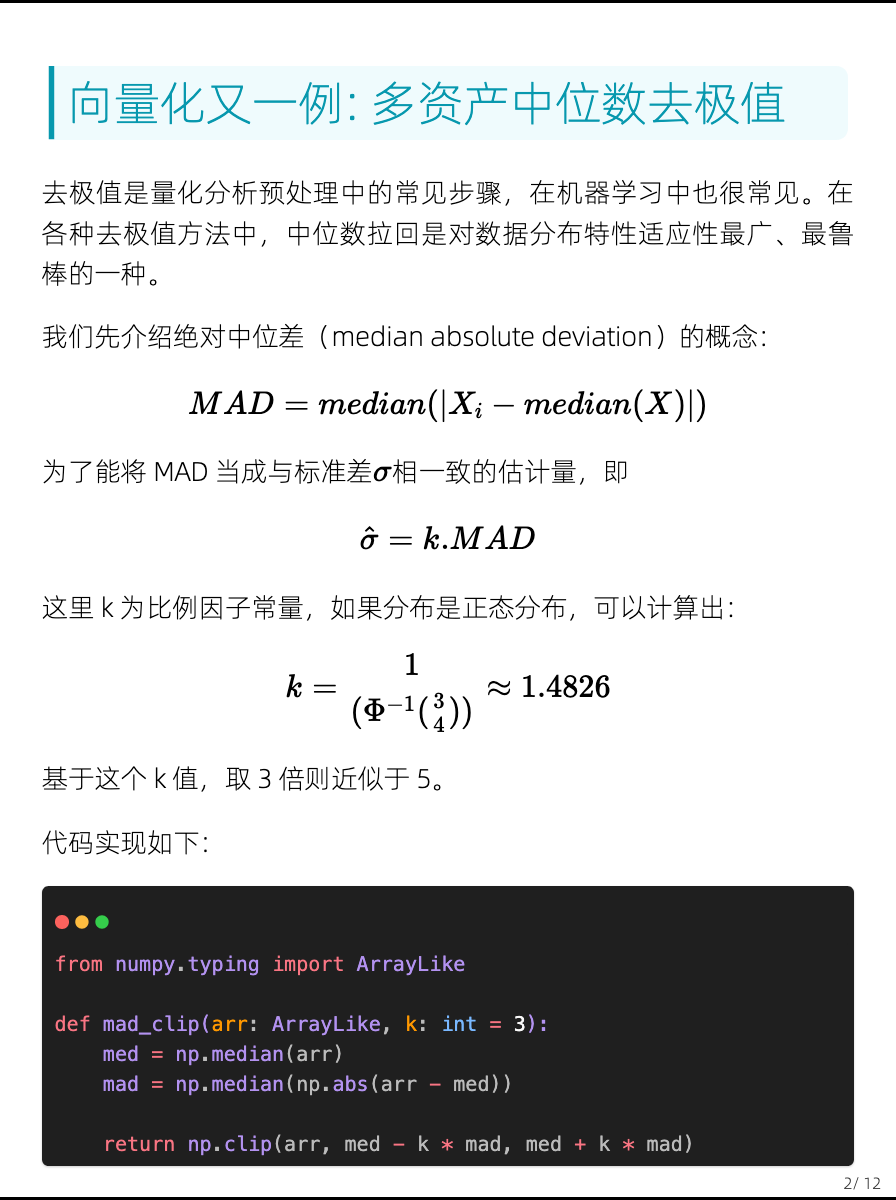 向量化又一例: 多资产中位数去极值
去极值是量化分析预处理中的常见步骤，在机器学习中也很常见。在
各种去极值方法中，中位数拉回是对数据分布特性适应性最广、最鲁
棒的一种。
我们先介绍绝对中位差（median absolute deviation）的概念：
MAD = median(|Xᵢ − median(X)|)
为了能将 MAD 当成与标准差σ相一致的估计量，即
σ̂ = k.MAD
这里 k 为比例因子常量，如果分布是正态分布，可以计算出：
k = 1 / (Φ⁻¹(3/4)) ≈ 1.4826
基于这个 k 值，取 3 倍则近似于 5。
代码实现如下：
from numpy.typing import ArrayLike
def mad_clip(arr: ArrayLike, k: int = 3):
    med = np.median(arr)
    mad = np.median(np.abs(arr - med))
    return np.clip(arr, med - k * mad, med + k * mad)
2/ 12